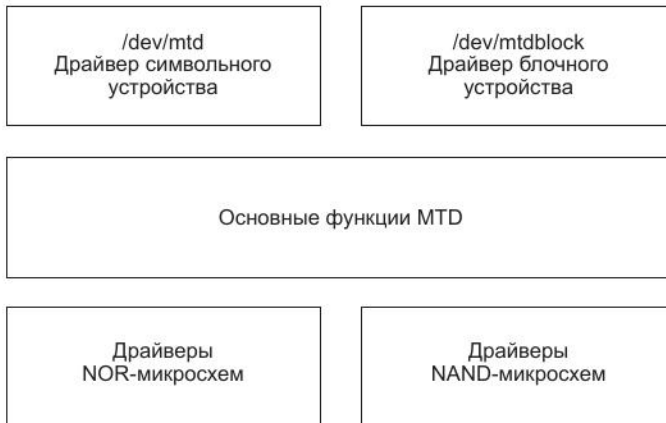 /dev/mtd
Драйвер символьного
устройства
/dev/mtdblock
Драйвер блочного
устройства
Основные функции MTD
Драйверы
NOR-микросхем
Драйверы
NAND-микросхем